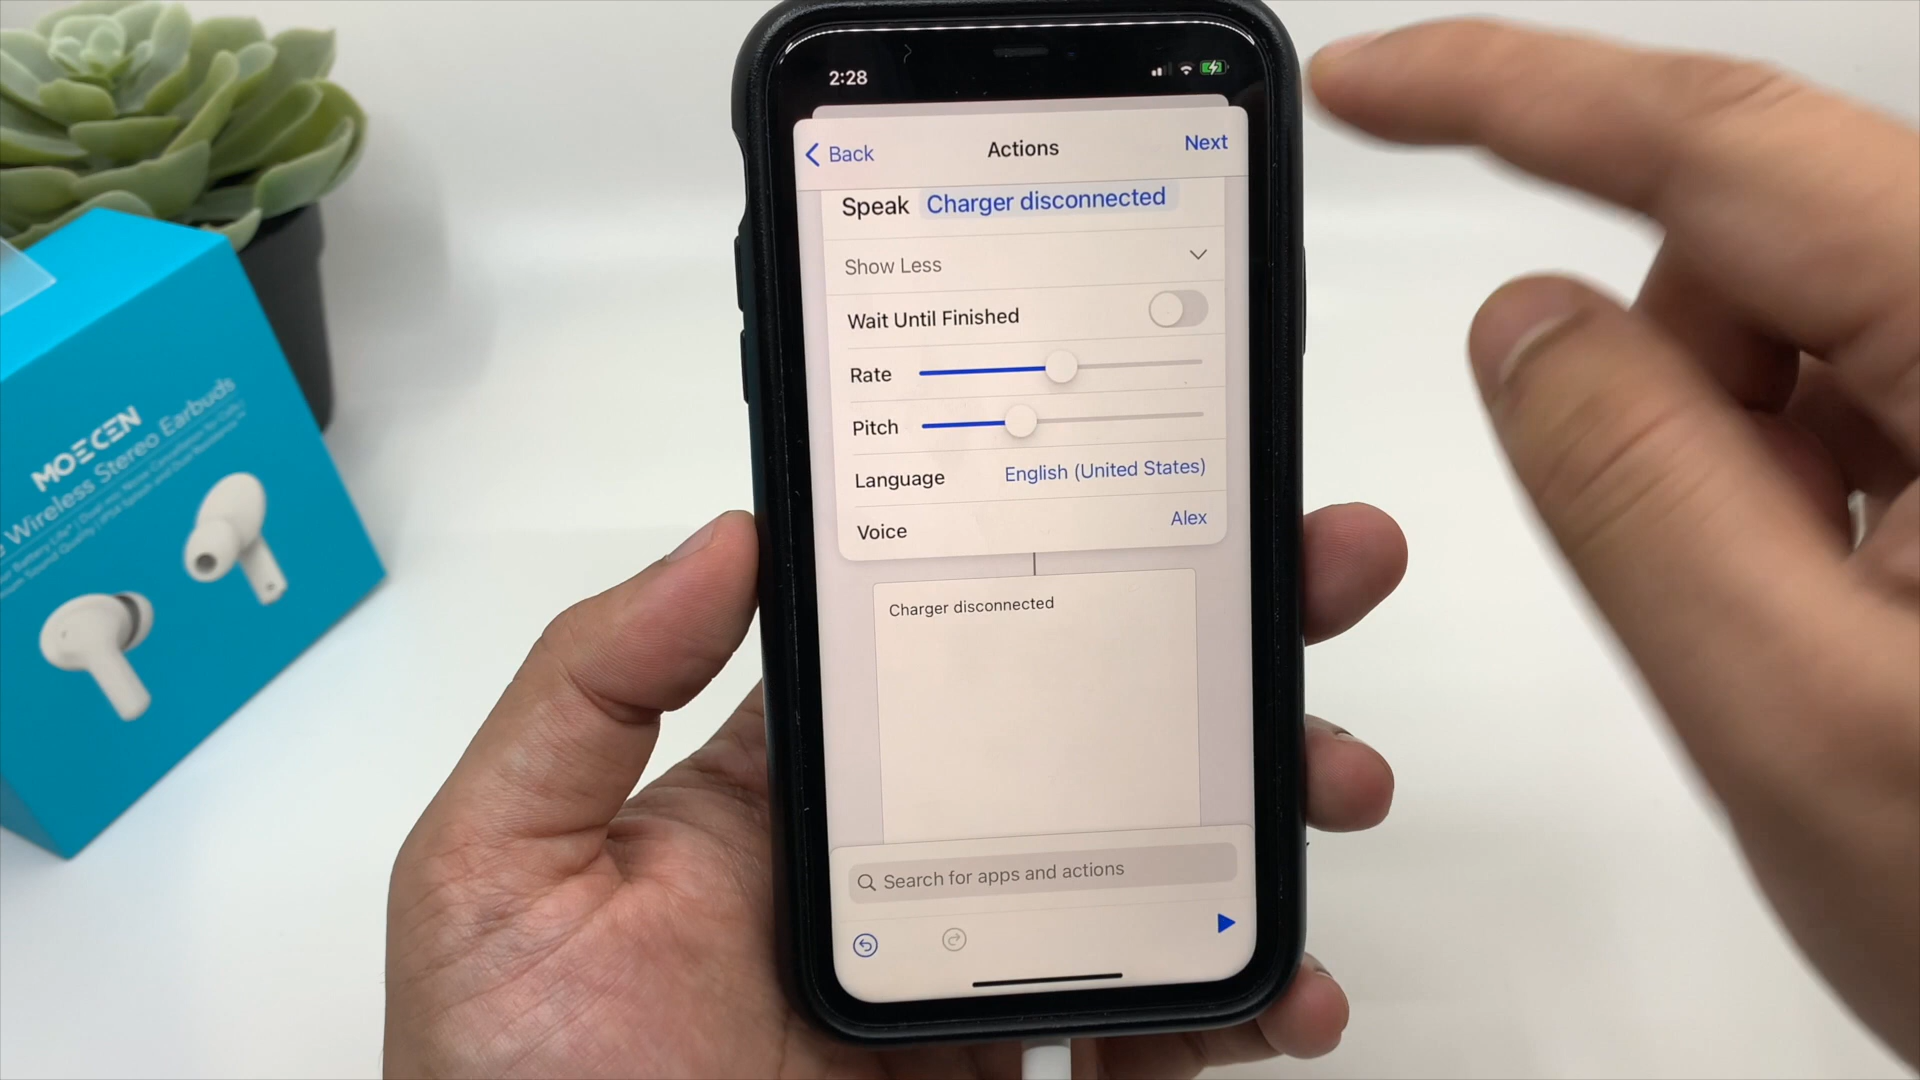 2:28
Back
Actions
Next
Speak Charger disconnected
Show Less
Wait Until Finished
Rate
Pitch
Language English (United States)
Voice Alex
Charger disconnected
Search for apps and actions
MOECEN
Wireless Stereo Earbuds